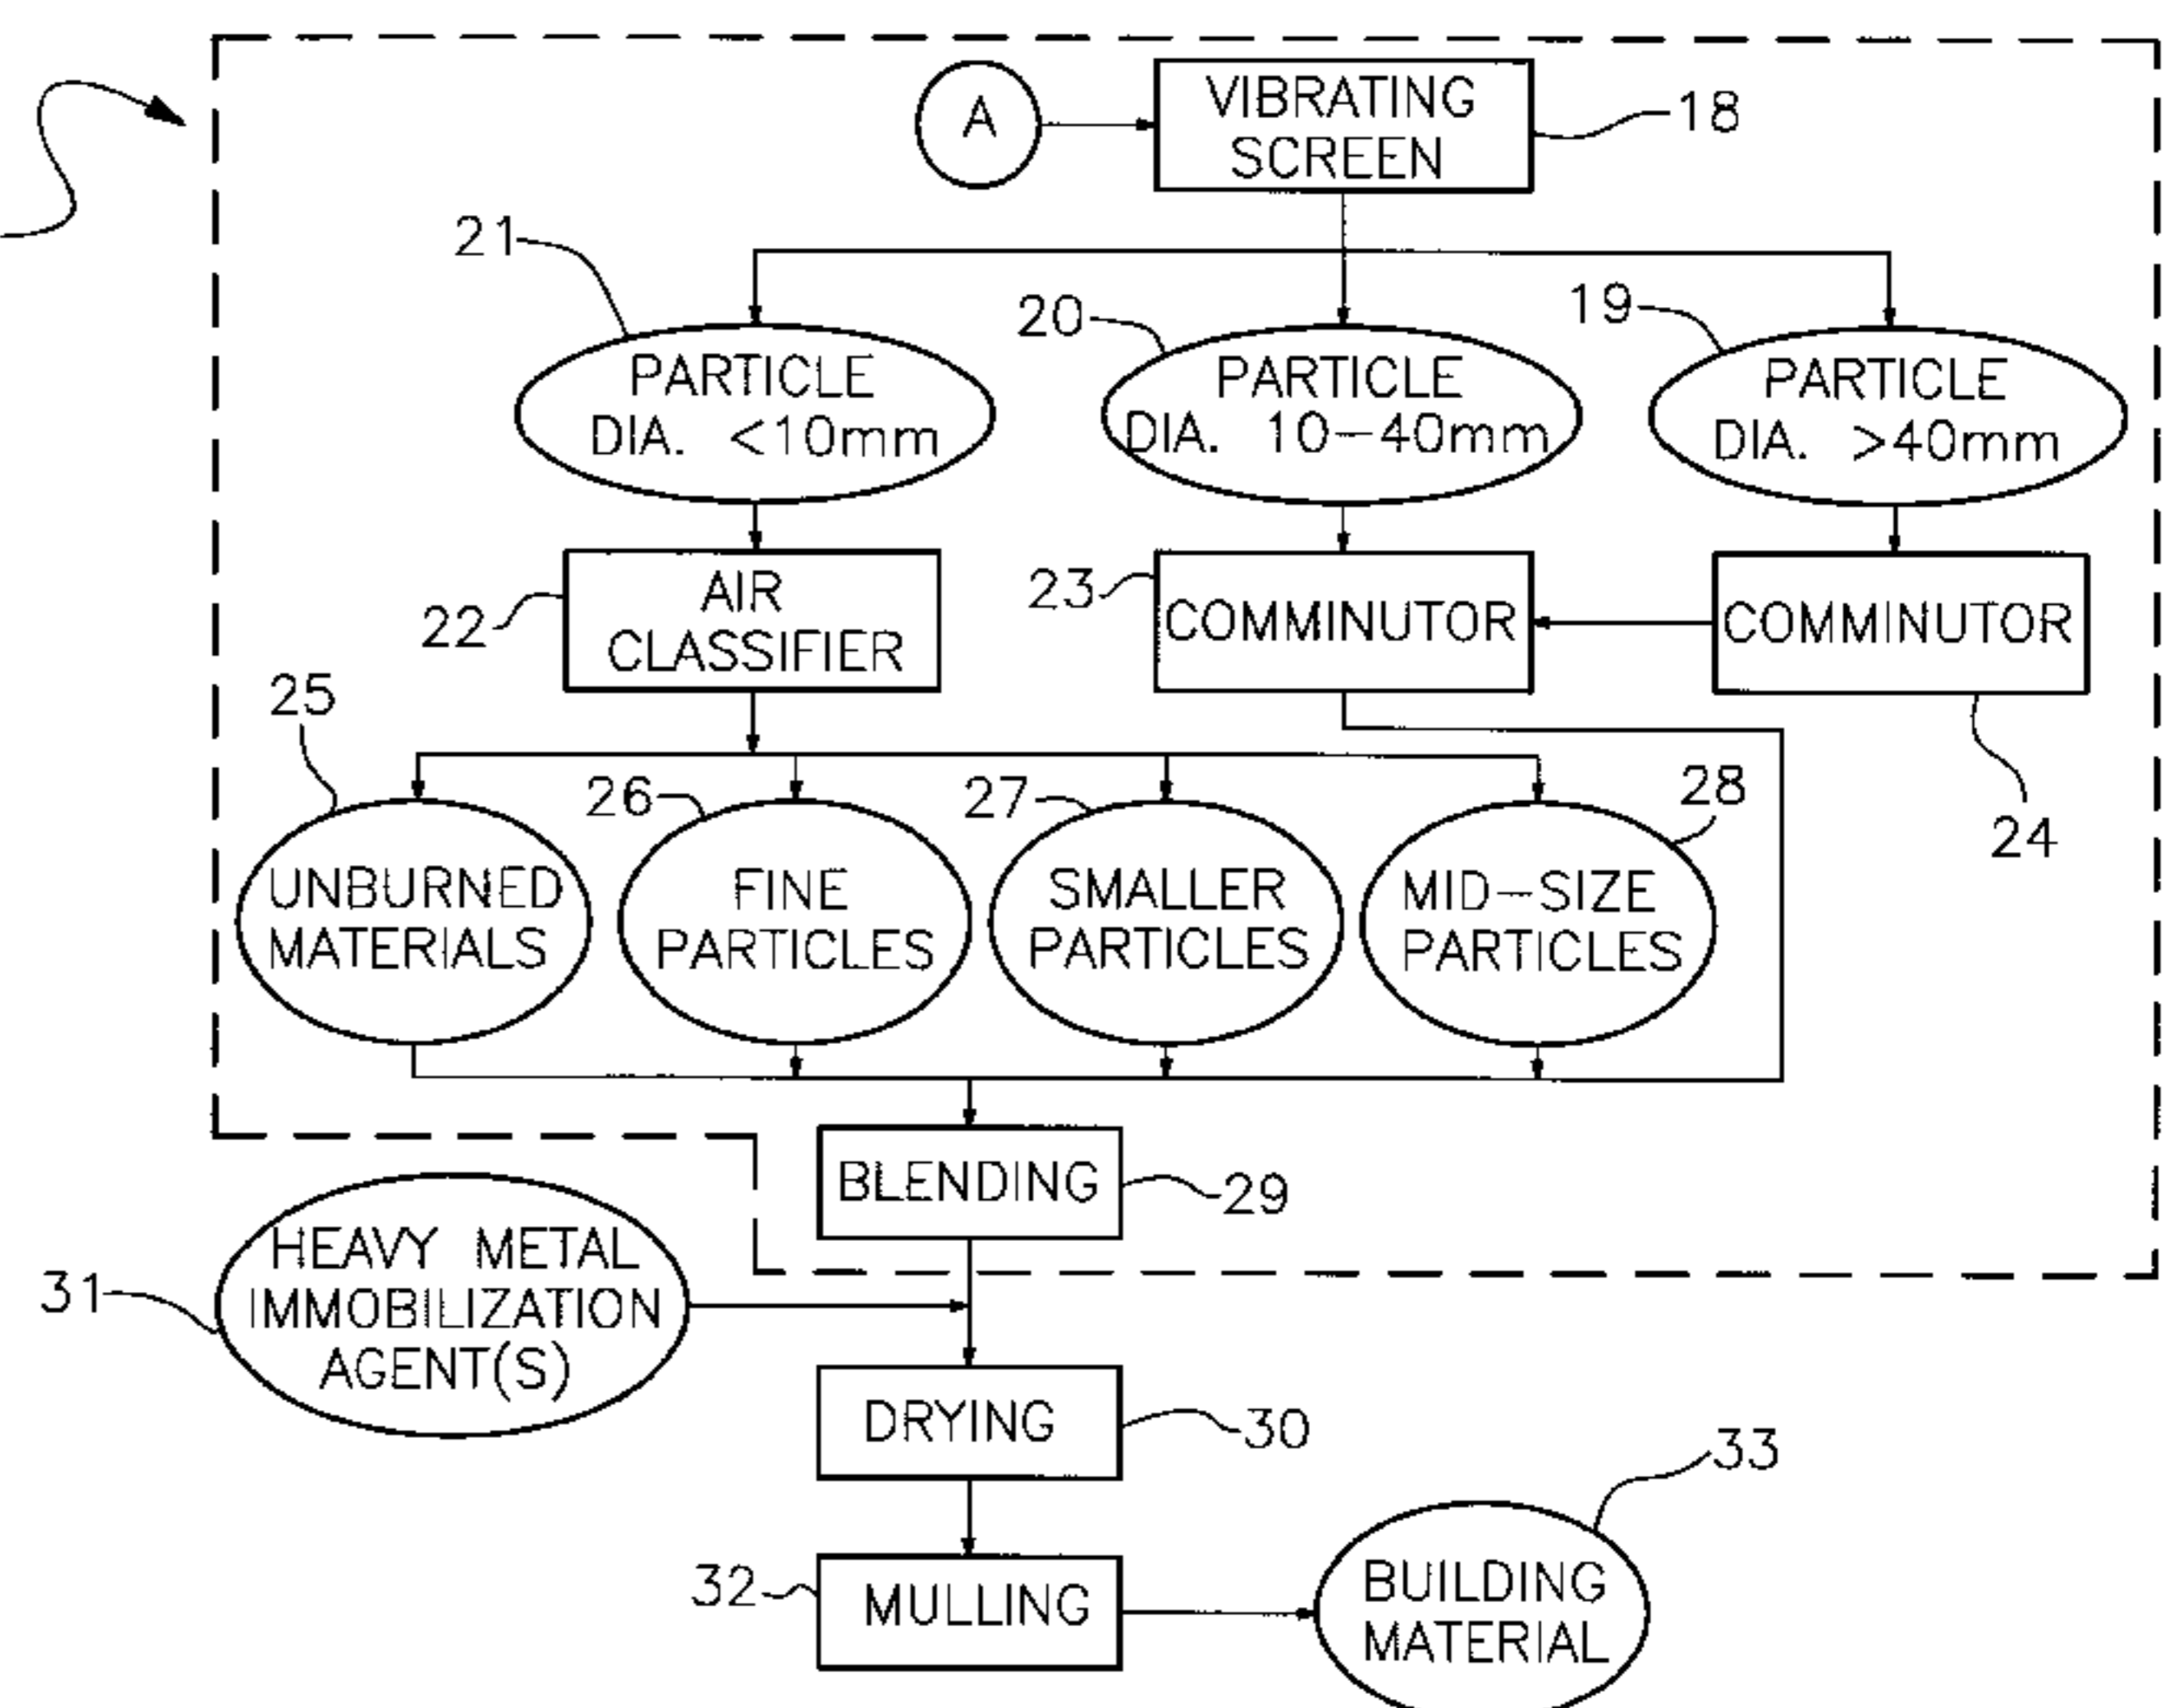 A
VIBRATING
SCREEN
18
21
20
19
PARTICLE
DIA. <10mm
PARTICLE
DIA. 10-40mm
PARTICLE
DIA. >40mm
22
AIR
CLASSIFIER
23
COMMINUTOR
COMMINUTOR
24
25
26
27
28
UNBURNED
MATERIALS
FINE
PARTICLES
SMALLER
PARTICLES
MID-SIZE
PARTICLES
BLENDING
29
31
HEAVY METAL
IMMOBILIZATION
AGENT(S)
DRYING
30
32
MULLING
33
BUILDING
MATERIAL